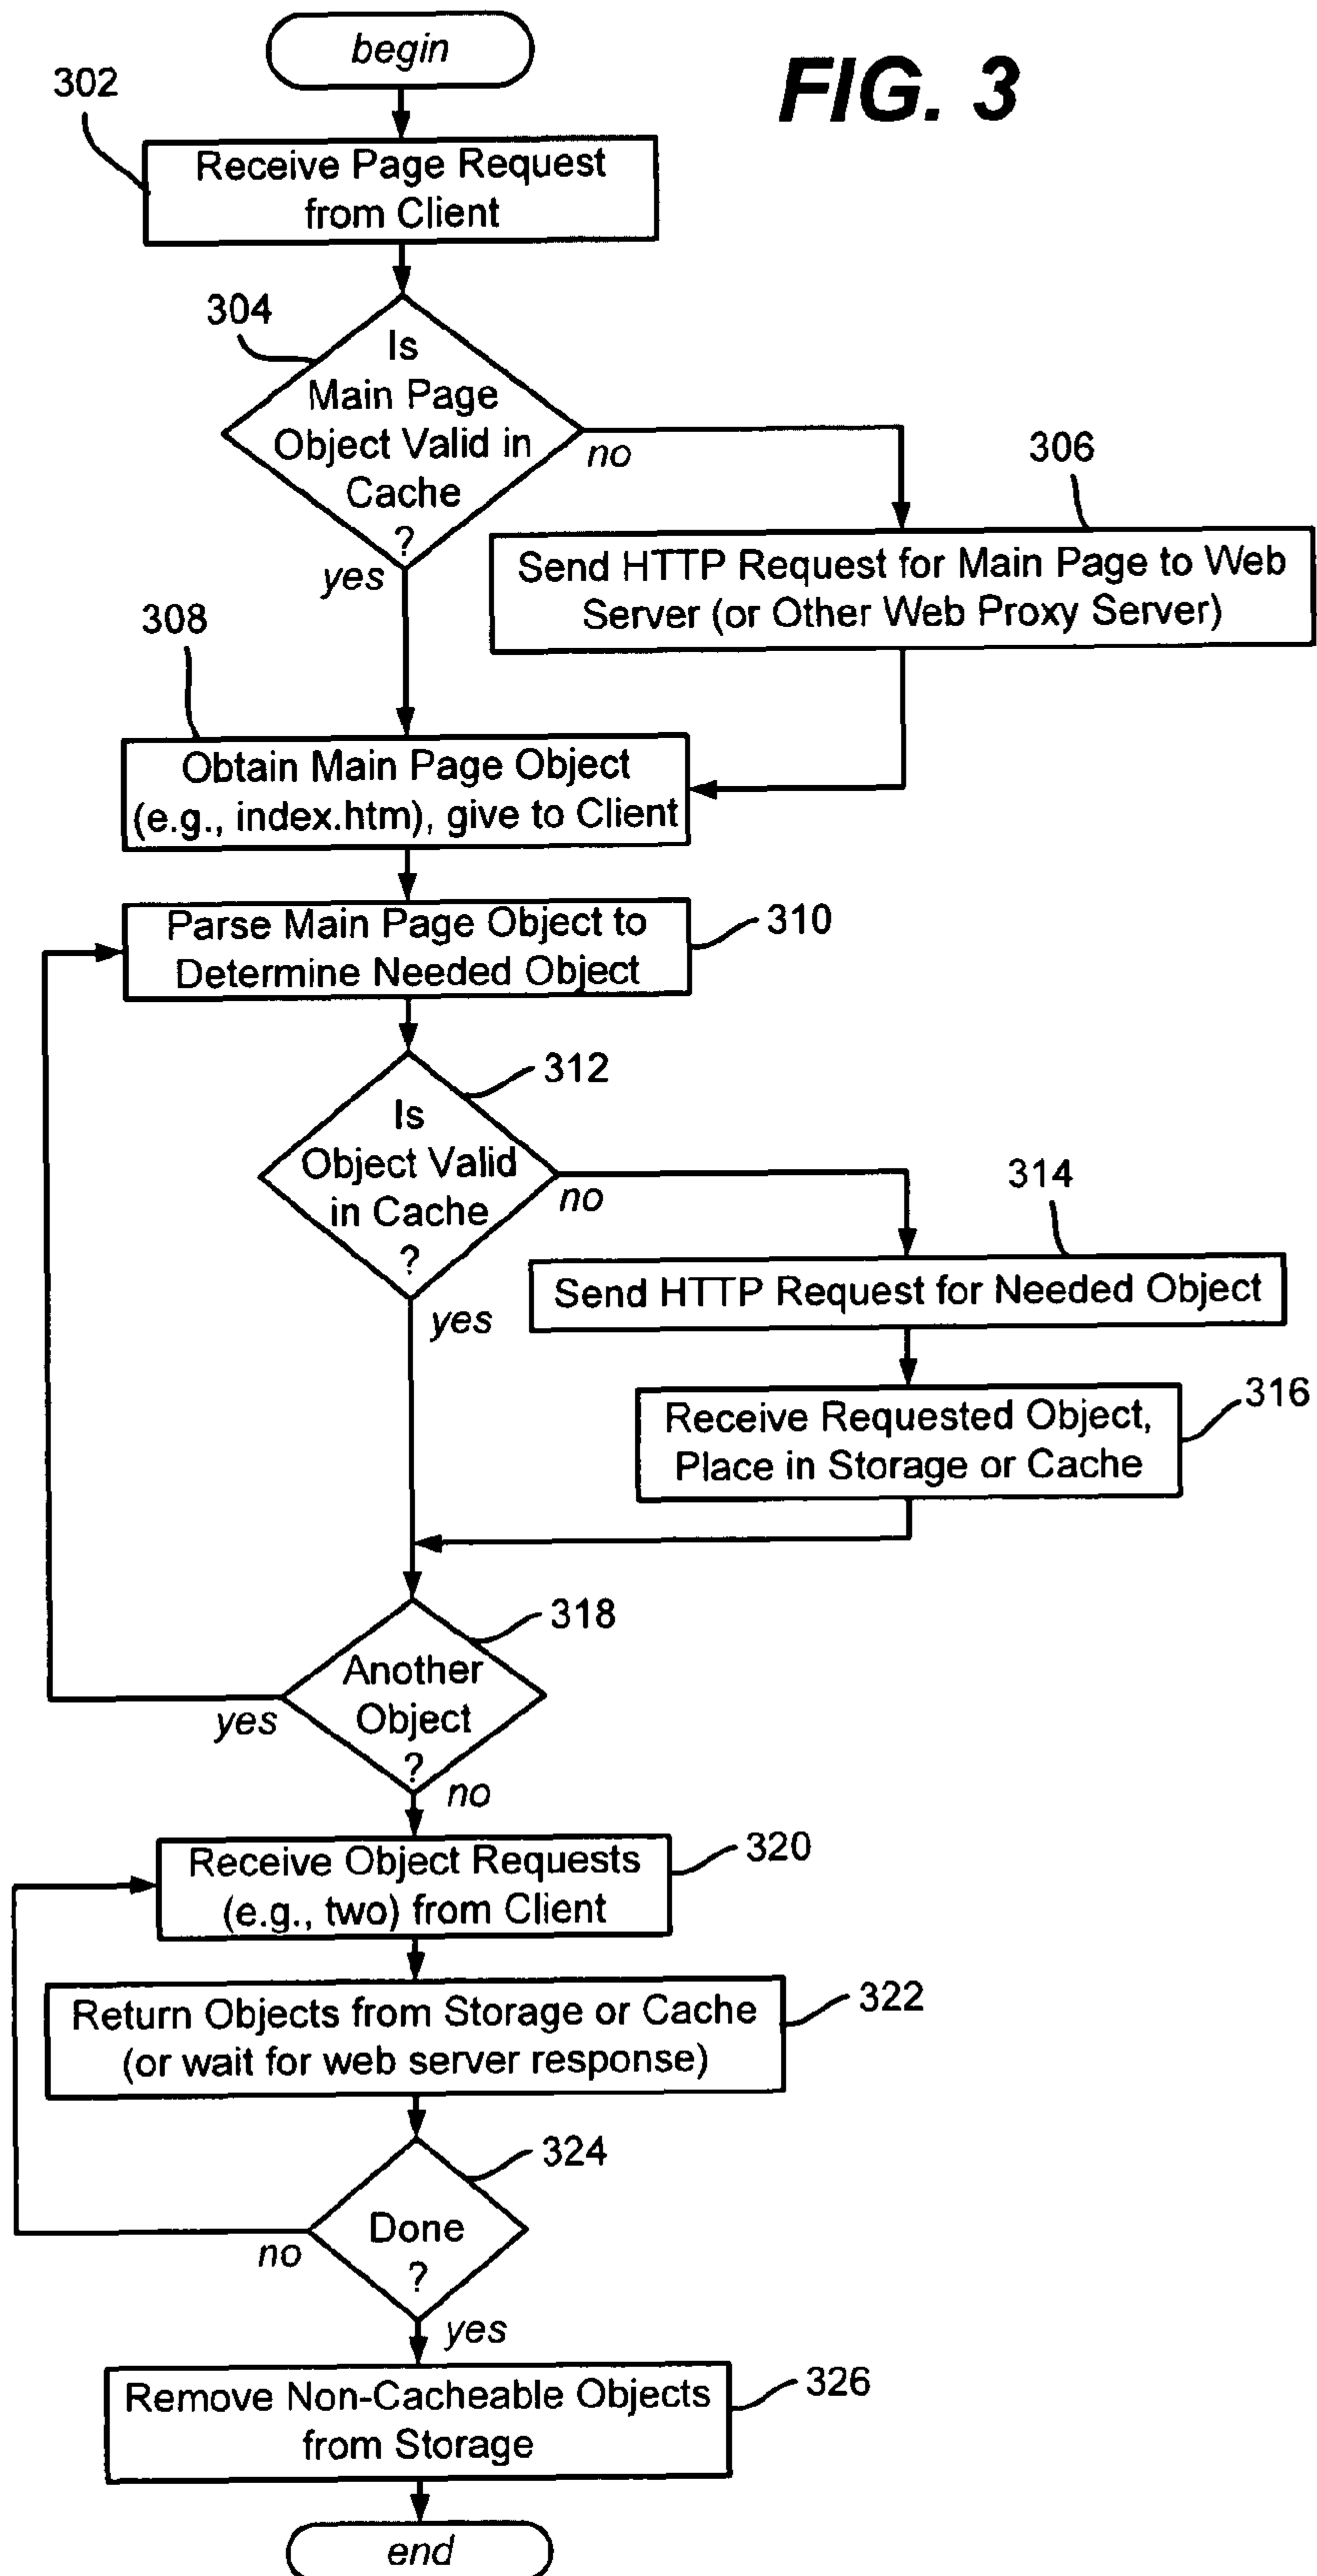 begin
FIG. 3
302
Receive Page Request
from Client
304
Is
Main Page
Object Valid in
Cache
?
no
yes
306
Send HTTP Request for Main Page to Web
Server (or Other Web Proxy Server)
308
Obtain Main Page Object
(e.g., index.htm), give to Client
Parse Main Page Object to
Determine Needed Object
310
312
Is
Object Valid
in Cache
?
no
yes
314
Send HTTP Request for Needed Object
316
Receive Requested Object,
Place in Storage or Cache
318
Another
Object
?
yes
no
320
Receive Object Requests
(e.g., two) from Client
322
Return Objects from Storage or Cache
(or wait for web server response)
324
Done
?
no
yes
326
Remove Non-Cacheable Objects
from Storage
end